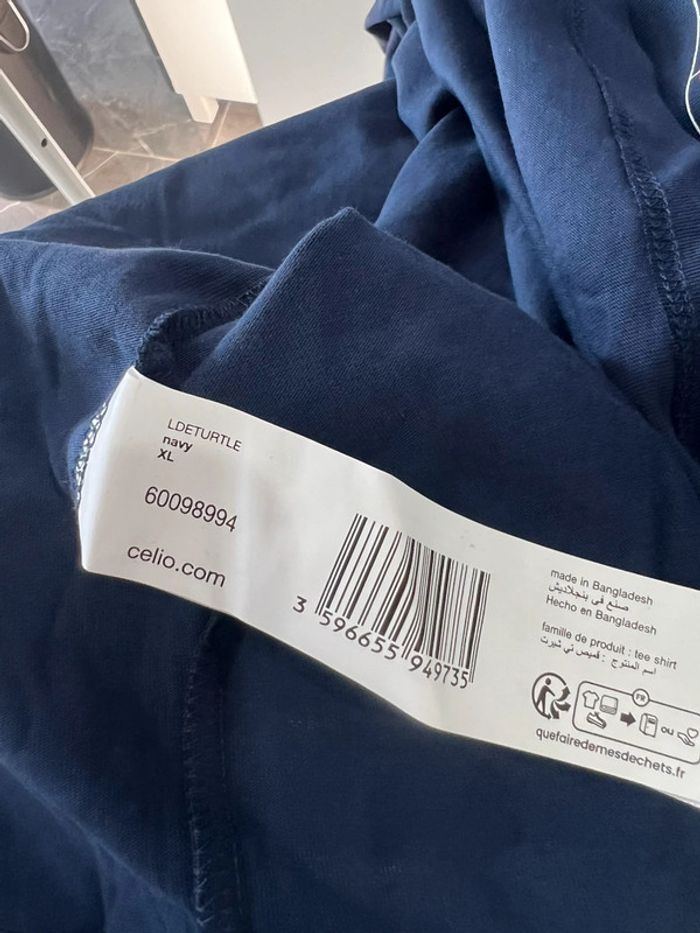 LDETURTLE
navy
XL
60098994
celio.com
3 596655 949735
made in Bangladesh
صنع في بنجلاديش
Hecho en Bangladesh
famille de produit : tee shirt
اسم المنتوج : قميص تي شيرت
FR
ou
quefairedemesdechets.fr